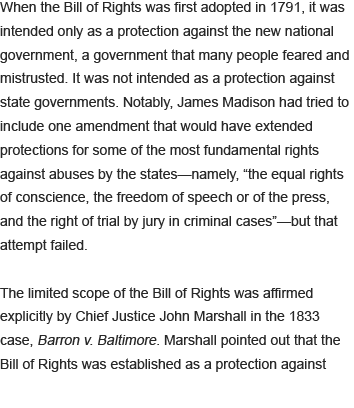 When the Bill of Rights was first adopted in 1791, it was
intended only as a protection against the new national
government, a government that many people feared and
mistrusted. It was not intended as a protection against
state governments. Notably, James Madison had tried to
include one amendment that would have extended
protections for some of the most fundamental rights
against abuses by the states—namely, “the equal rights
of conscience, the freedom of speech or of the press,
and the right of trial by jury in criminal cases”—but that
attempt failed.

The limited scope of the Bill of Rights was affirmed
explicitly by Chief Justice John Marshall in the 1833
case, Barron v. Baltimore. Marshall pointed out that the
Bill of Rights was established as a protection against